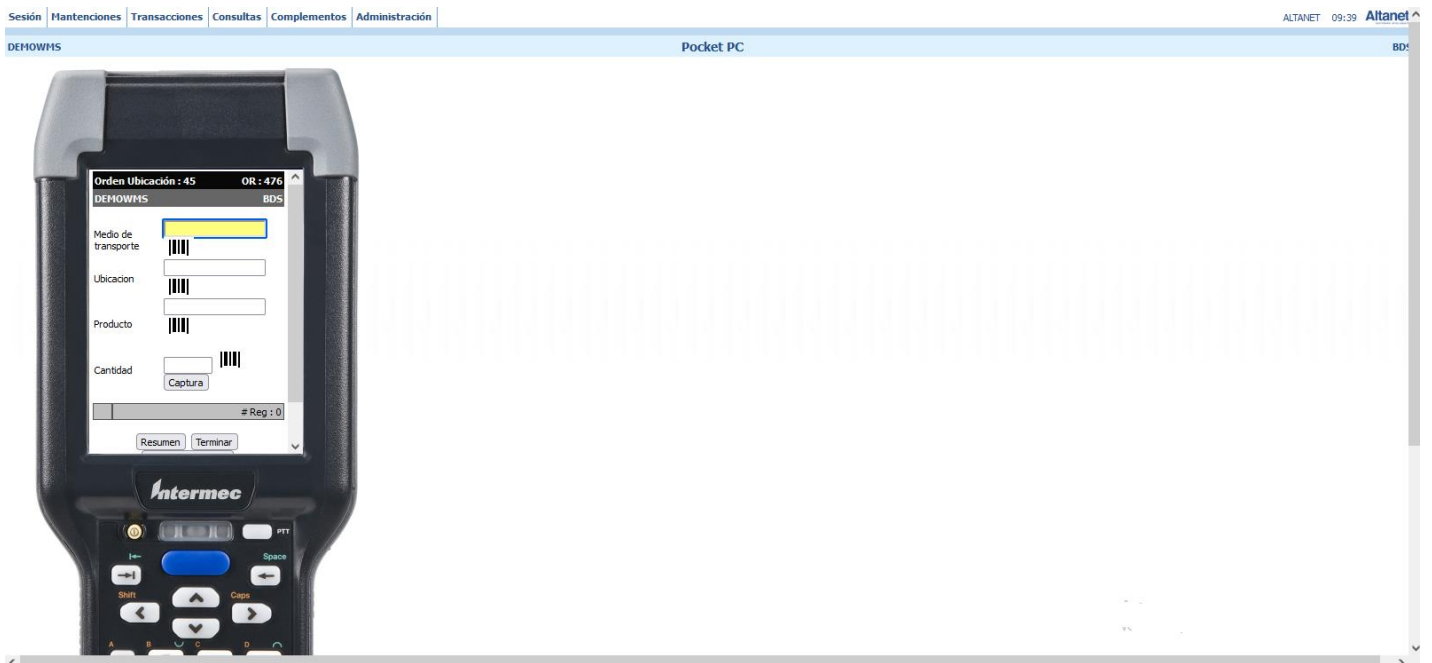 Sesión Mantenciones Transacciones Consultas Complementos Administración ALTANET 09:39 Altanet
DEMOWMS Pocket PC BDS
Orden Ubicación : 45 OR : 476
DEMOWMS BDS
Medio de
transporte
Ubicacion
Producto
Cantidad
Captura
# Reg : 0
Resumen Terminar
Intermec
PTT
Space
Shift Caps
A B C D